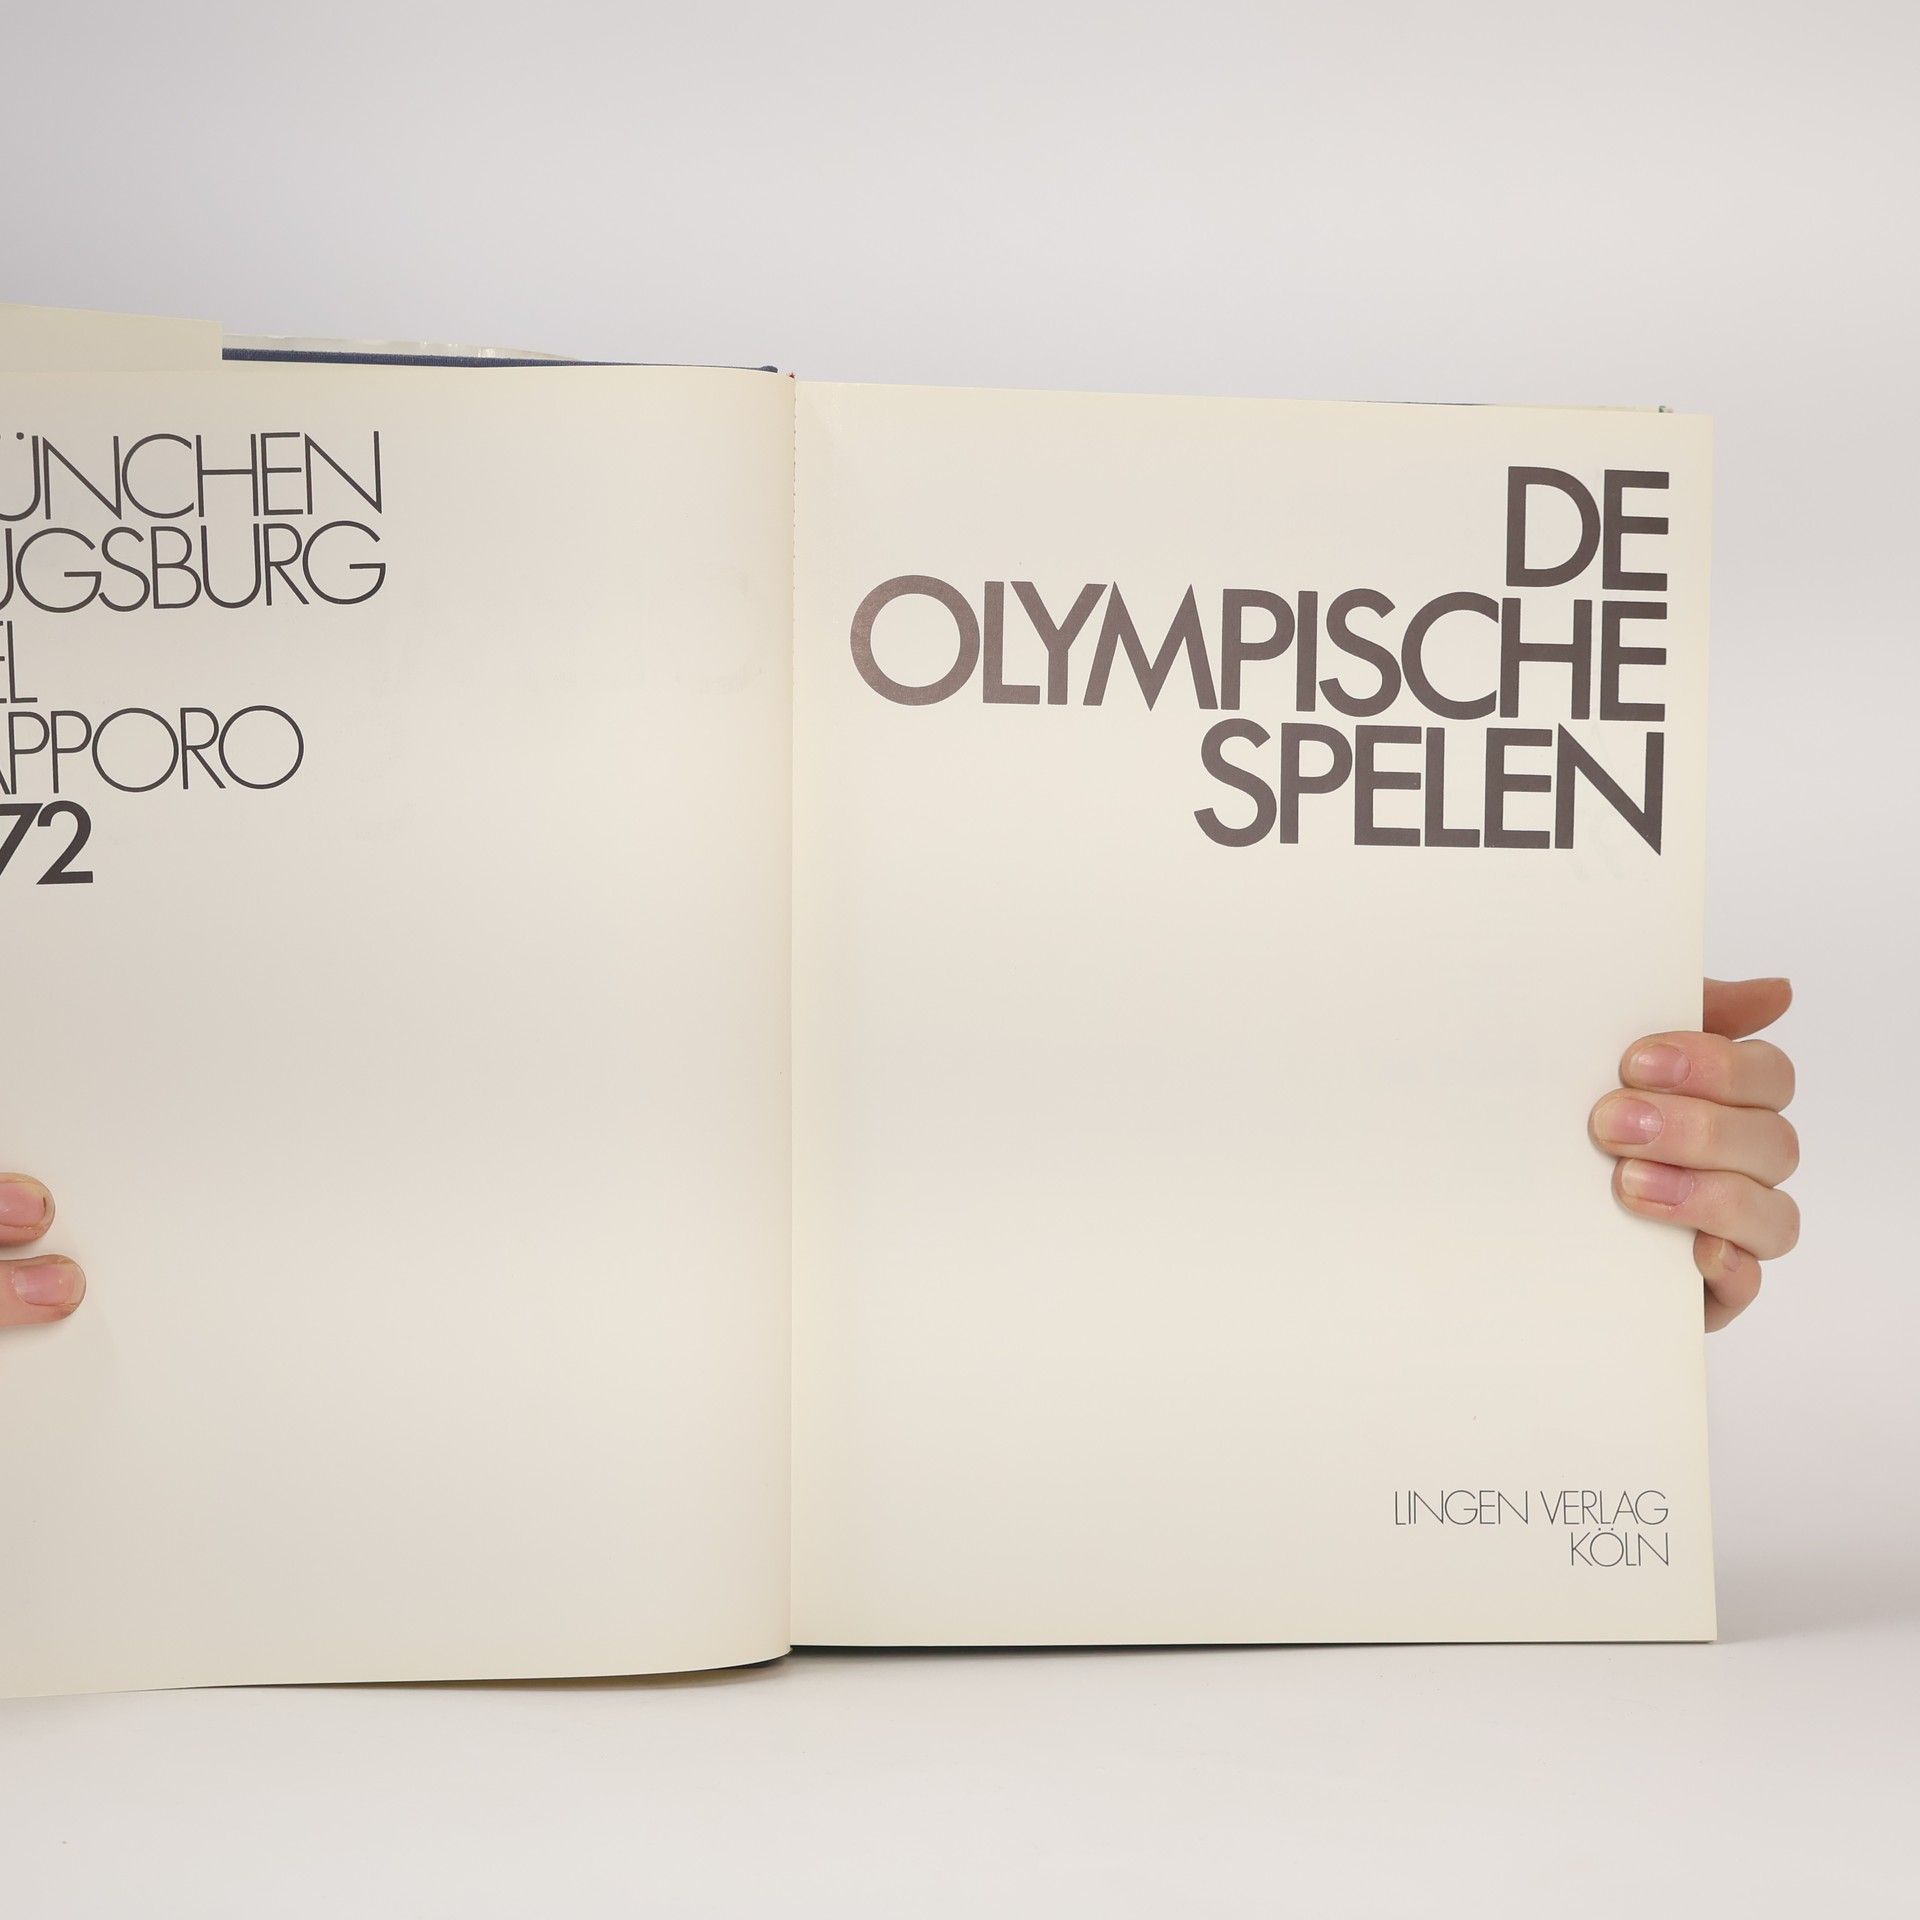 ÜNCHEN
UGSBURG
EL
APPORO
72
DE
OLYMPISCHE
SPELEN
LINGEN VERLAG
KÖLN